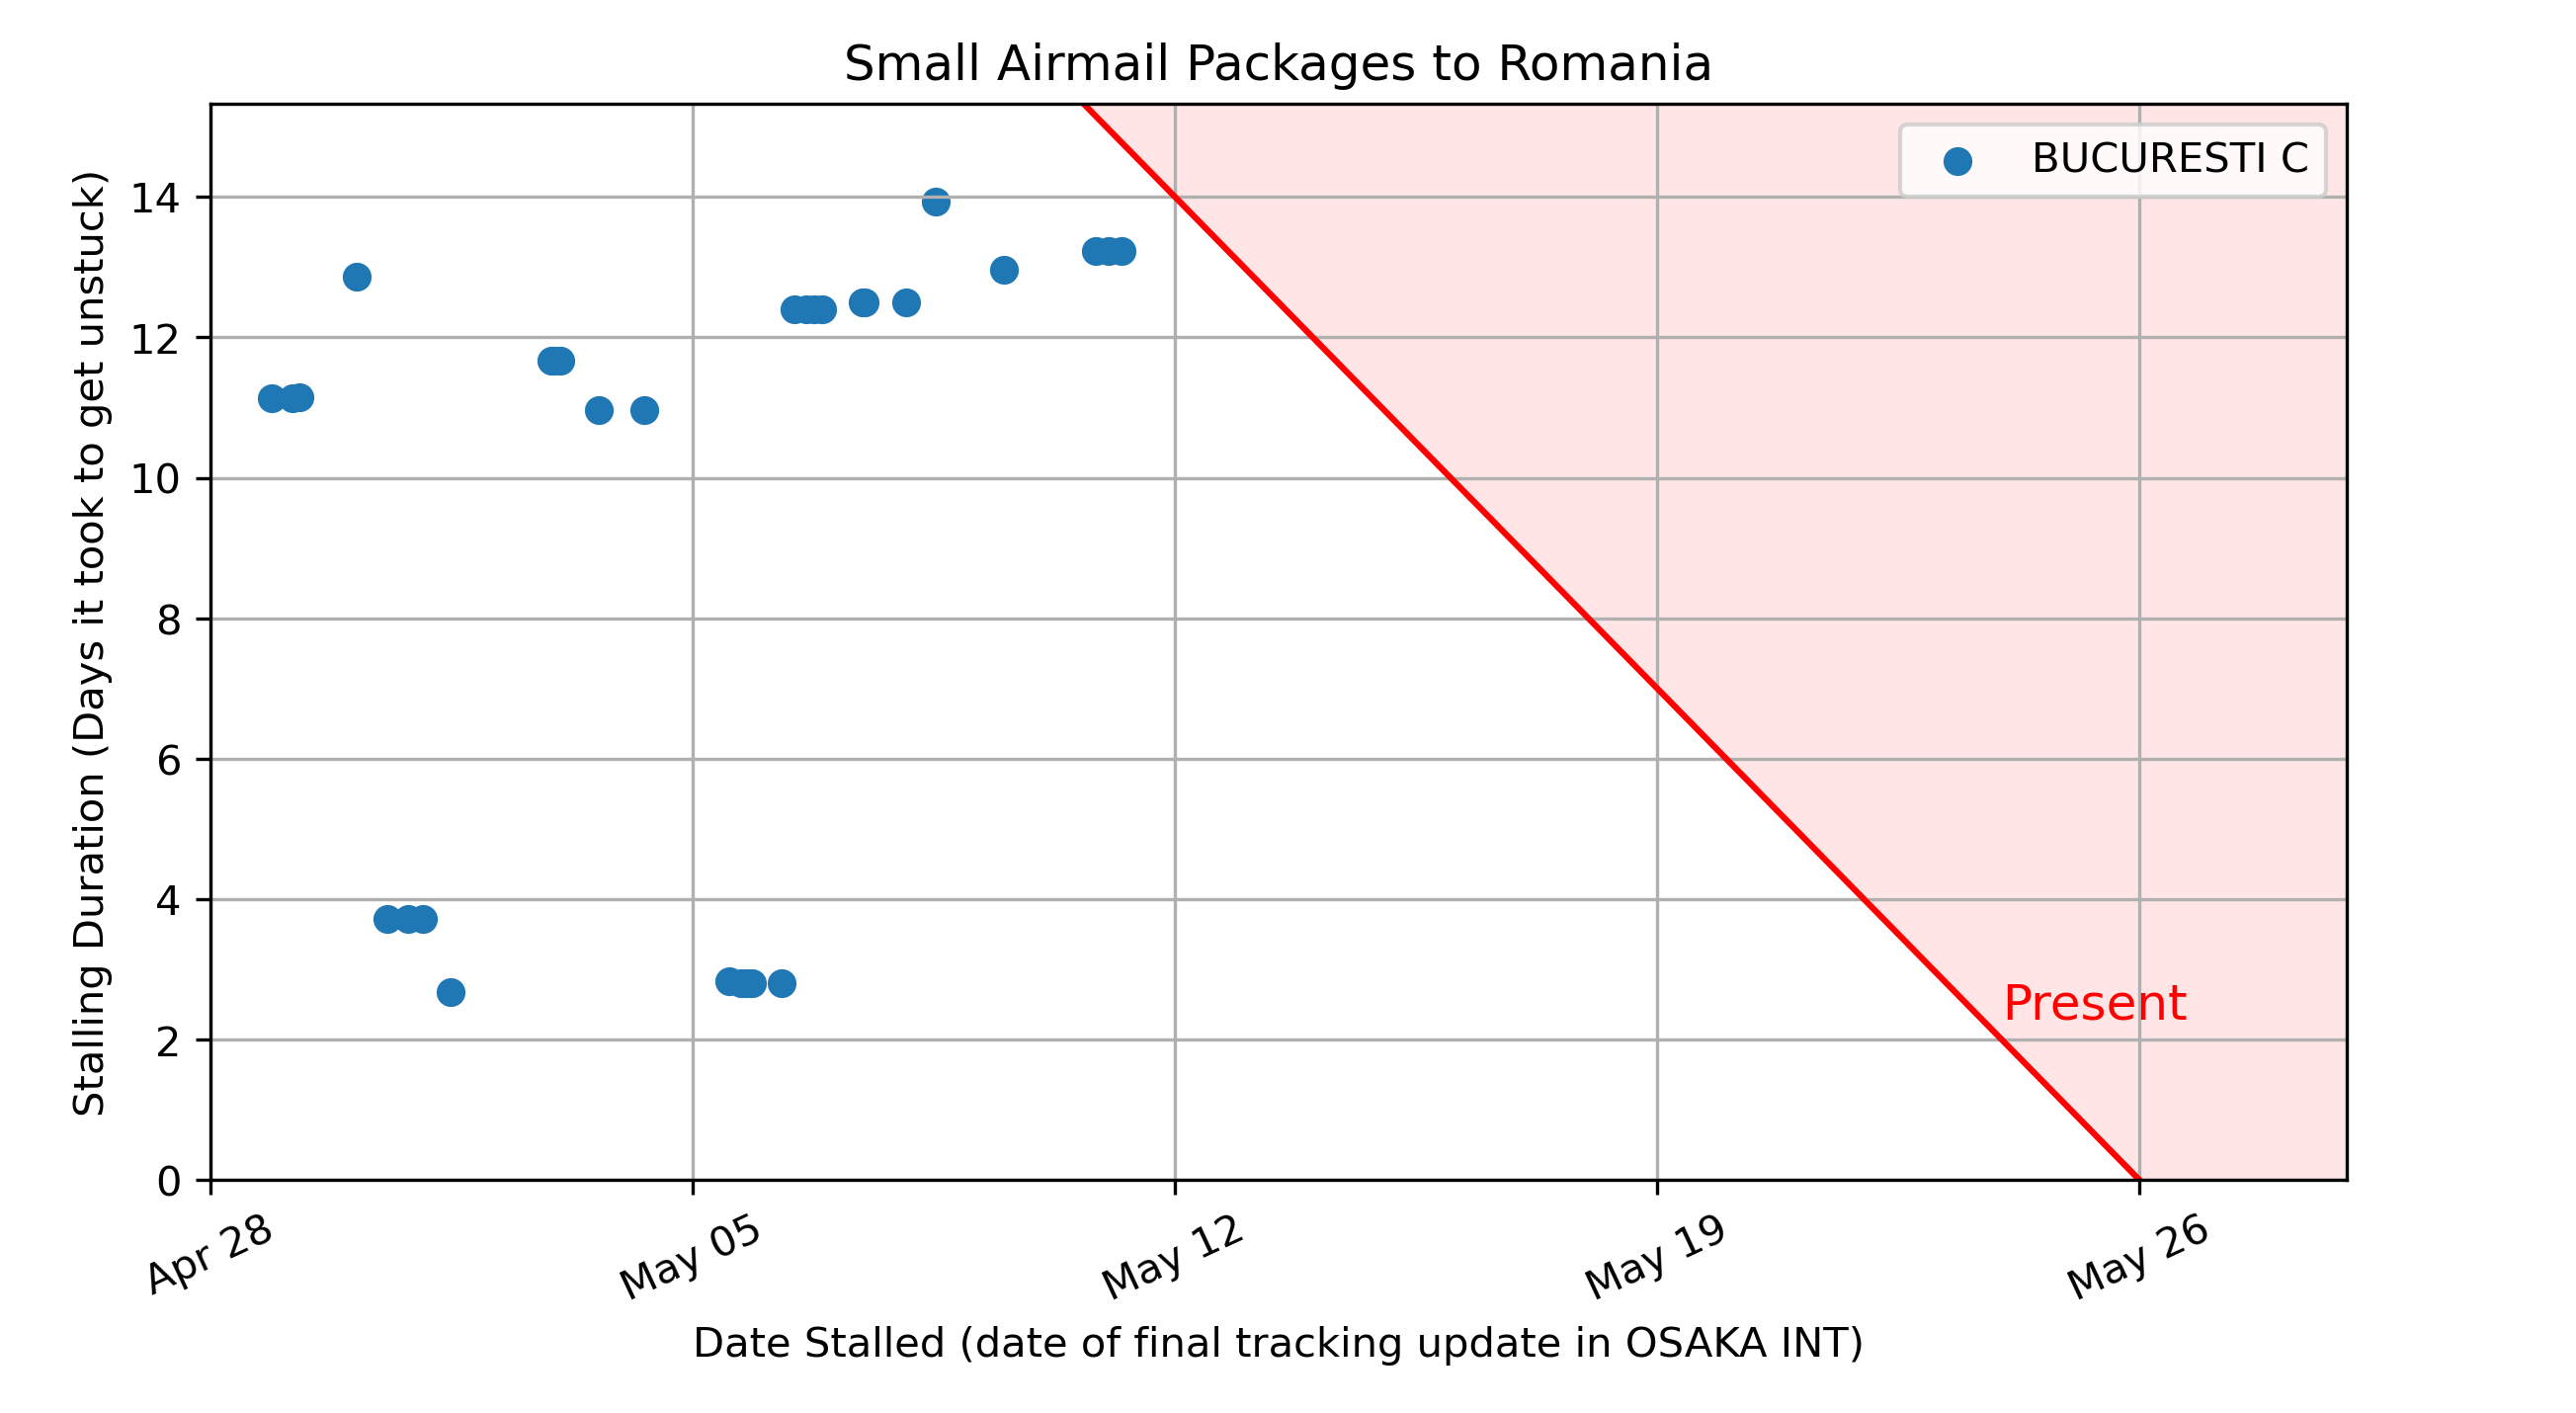 Small Airmail Packages to Romania
BUCURESTI C
Stalling Duration (Days it took to get unstuck)
14
12
10
8
6
4
2
0
Present
Apr 28
May 05
May 12
May 19
May 26
Date Stalled (date of final tracking update in OSAKA INT)